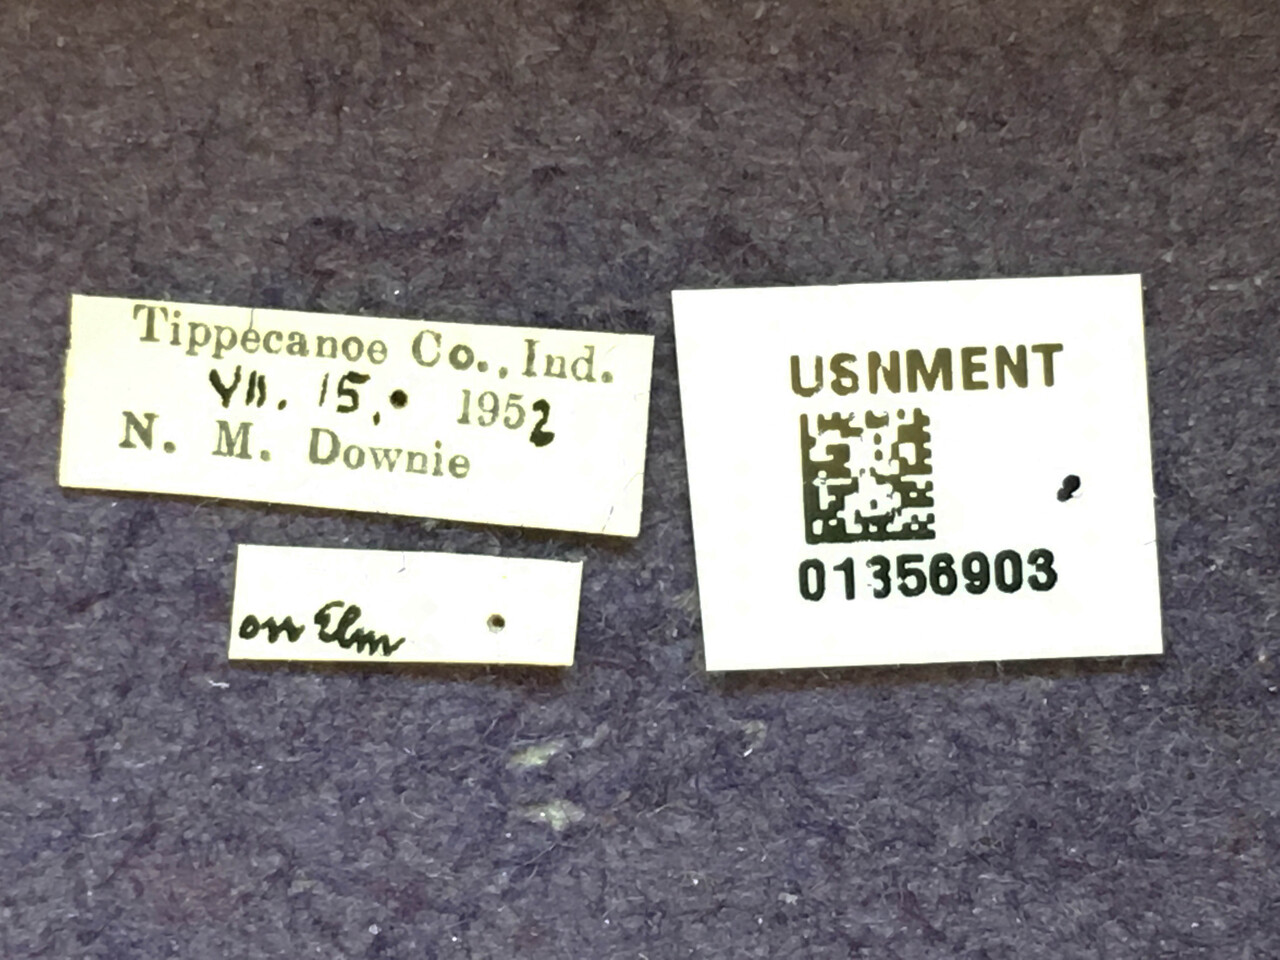 Tippecanoe Co., Ind.
VII. 15, 1952
N. M. Downie
on Elm
USNMENT
01356903